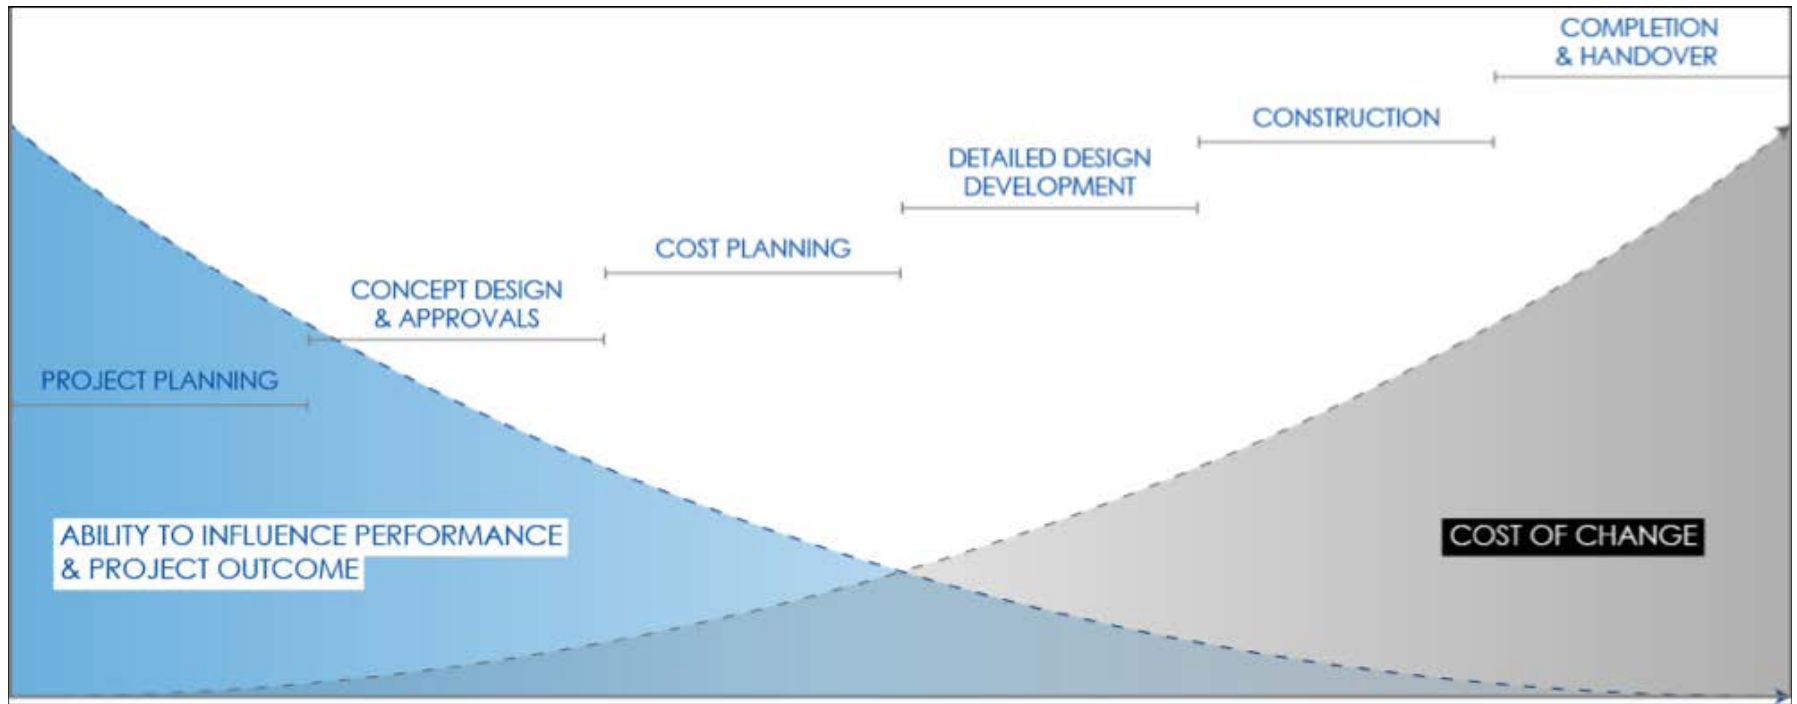 COMPLETION
& HANDOVER
CONSTRUCTION
DETAILED DESIGN
DEVELOPMENT
COST PLANNING
CONCEPT DESIGN
& APPROVALS
PROJECT PLANNING
ABILITY TO INFLUENCE PERFORMANCE
& PROJECT OUTCOME
COST OF CHANGE